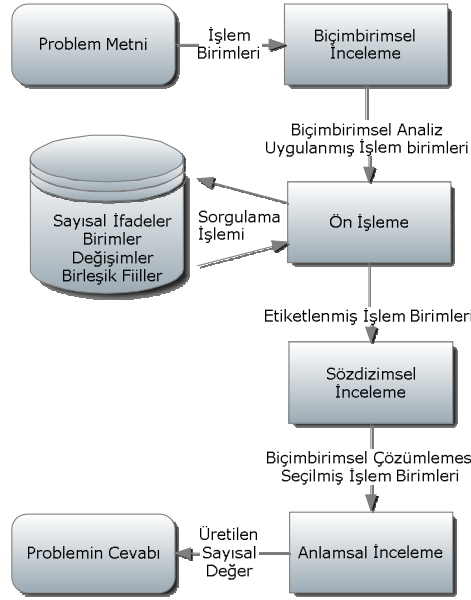 Problem Metni
İşlem
Birimleri
Biçimbirimsel
İnceleme
Biçimbirimsel Analiz
Uygulanmış İşlem birimleri
Sayısal İfadeler
Birimler
Değişimler
Birleşik Fiiller
Sorgulama
İşlemi
Ön İşleme
Etiketlenmiş İşlem Birimleri
Sözdizimsel
İnceleme
Biçimbirimsel Çözümlemes
Seçilmiş İşlem Birimleri
Problemin Cevabı
Üretilen
Sayısal
Değer
Anlamsal İnceleme